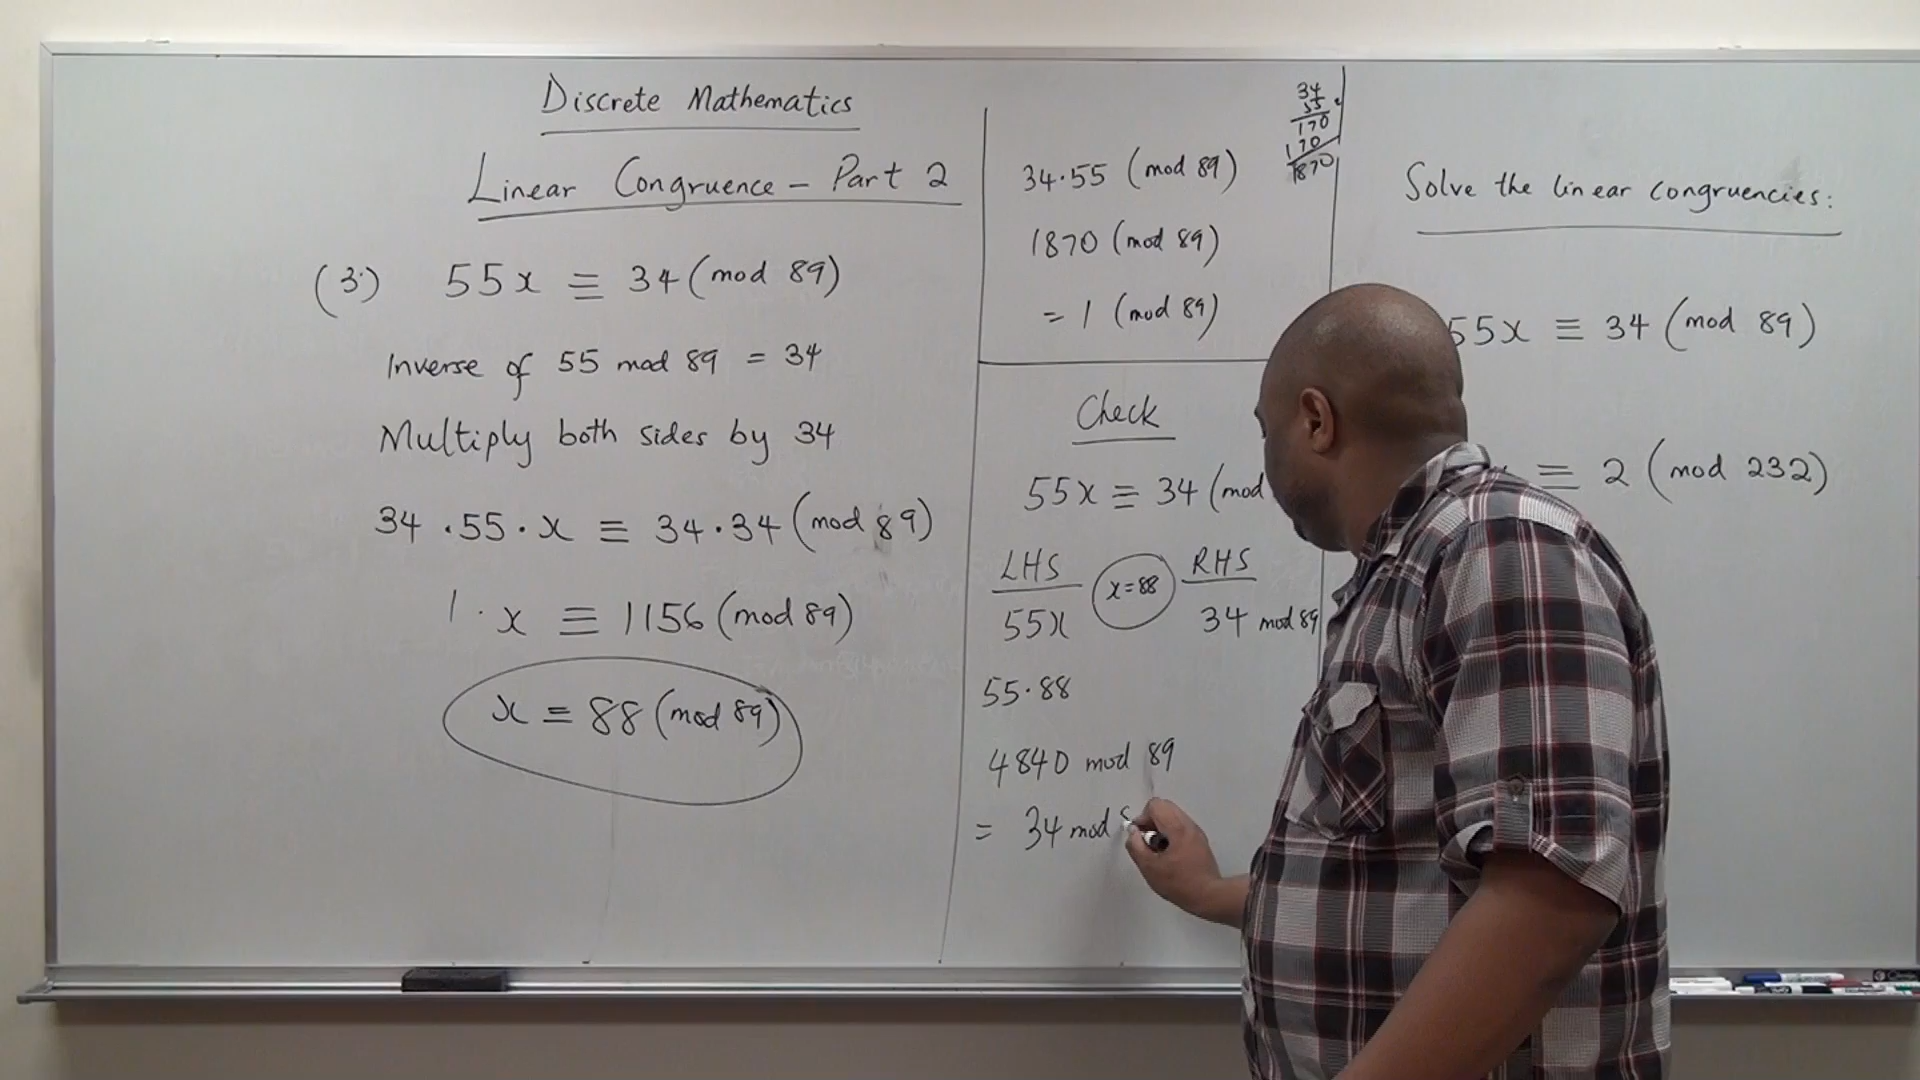 Discrete Mathematics
Linear Congruence - Part 2
(3.) 55x ≡ 34 (mod 89)
Inverse of 55 mod 89 = 34
Multiply both sides by 34
34 · 55 · x ≡ 34 · 34 (mod 89)
1 · x ≡ 1156 (mod 89)
x ≡ 88 (mod 89)
34·55 (mod 89)
1870 (mod 89)
= 1 (mod 89)
34
55
170
170
1870
Check
55x ≡ 34 (mod
LHS
x = 88
RHS
55x
34 mod 89
55·88
4840 mod 89
= 34 mod
Solve the linear congruencies:
55x ≡ 34 (mod 89)
≡ 2 (mod 232)